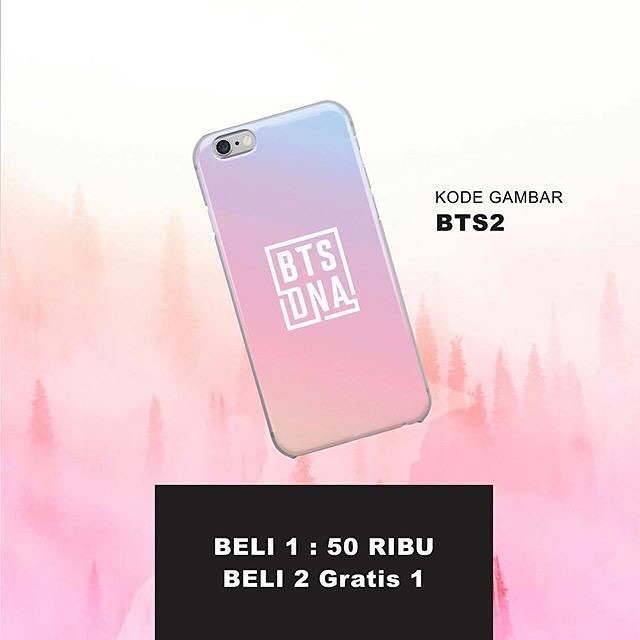 BTS
DNA
KODE GAMBAR
BTS2
BELI 1 : 50 RIBU
BELI 2 Gratis 1